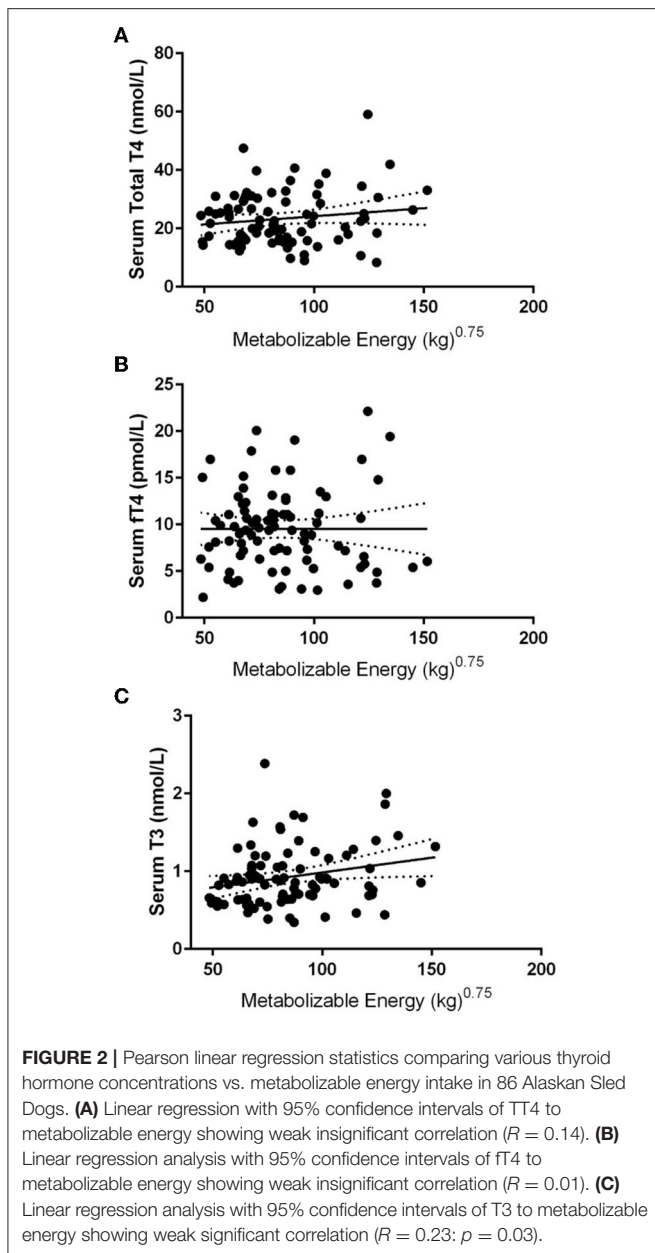 A
Serum Total T4 (nmol/L)
80
60
40
20
0
50 100 150 200
Metabolizable Energy (kg)^0.75
B
Serum fT4 (pmol/L)
25
20
15
10
5
0
50 100 150 200
Metabolizable Energy (kg)^0.75
C
Serum T3 (nmol/L)
3
2
1
0
50 100 150 200
Metabolizable Energy (kg)^0.75
FIGURE 2 | Pearson linear regression statistics comparing various thyroid
hormone concentrations vs. metabolizable energy intake in 86 Alaskan Sled
Dogs. (A) Linear regression with 95% confidence intervals of TT4 to
metabolizable energy showing weak insignificant correlation (R = 0.14). (B)
Linear regression analysis with 95% confidence intervals of fT4 to
metabolizable energy showing weak insignificant correlation (R = 0.01). (C)
Linear regression analysis with 95% confidence intervals of T3 to metabolizable
energy showing weak significant correlation (R = 0.23: p = 0.03).